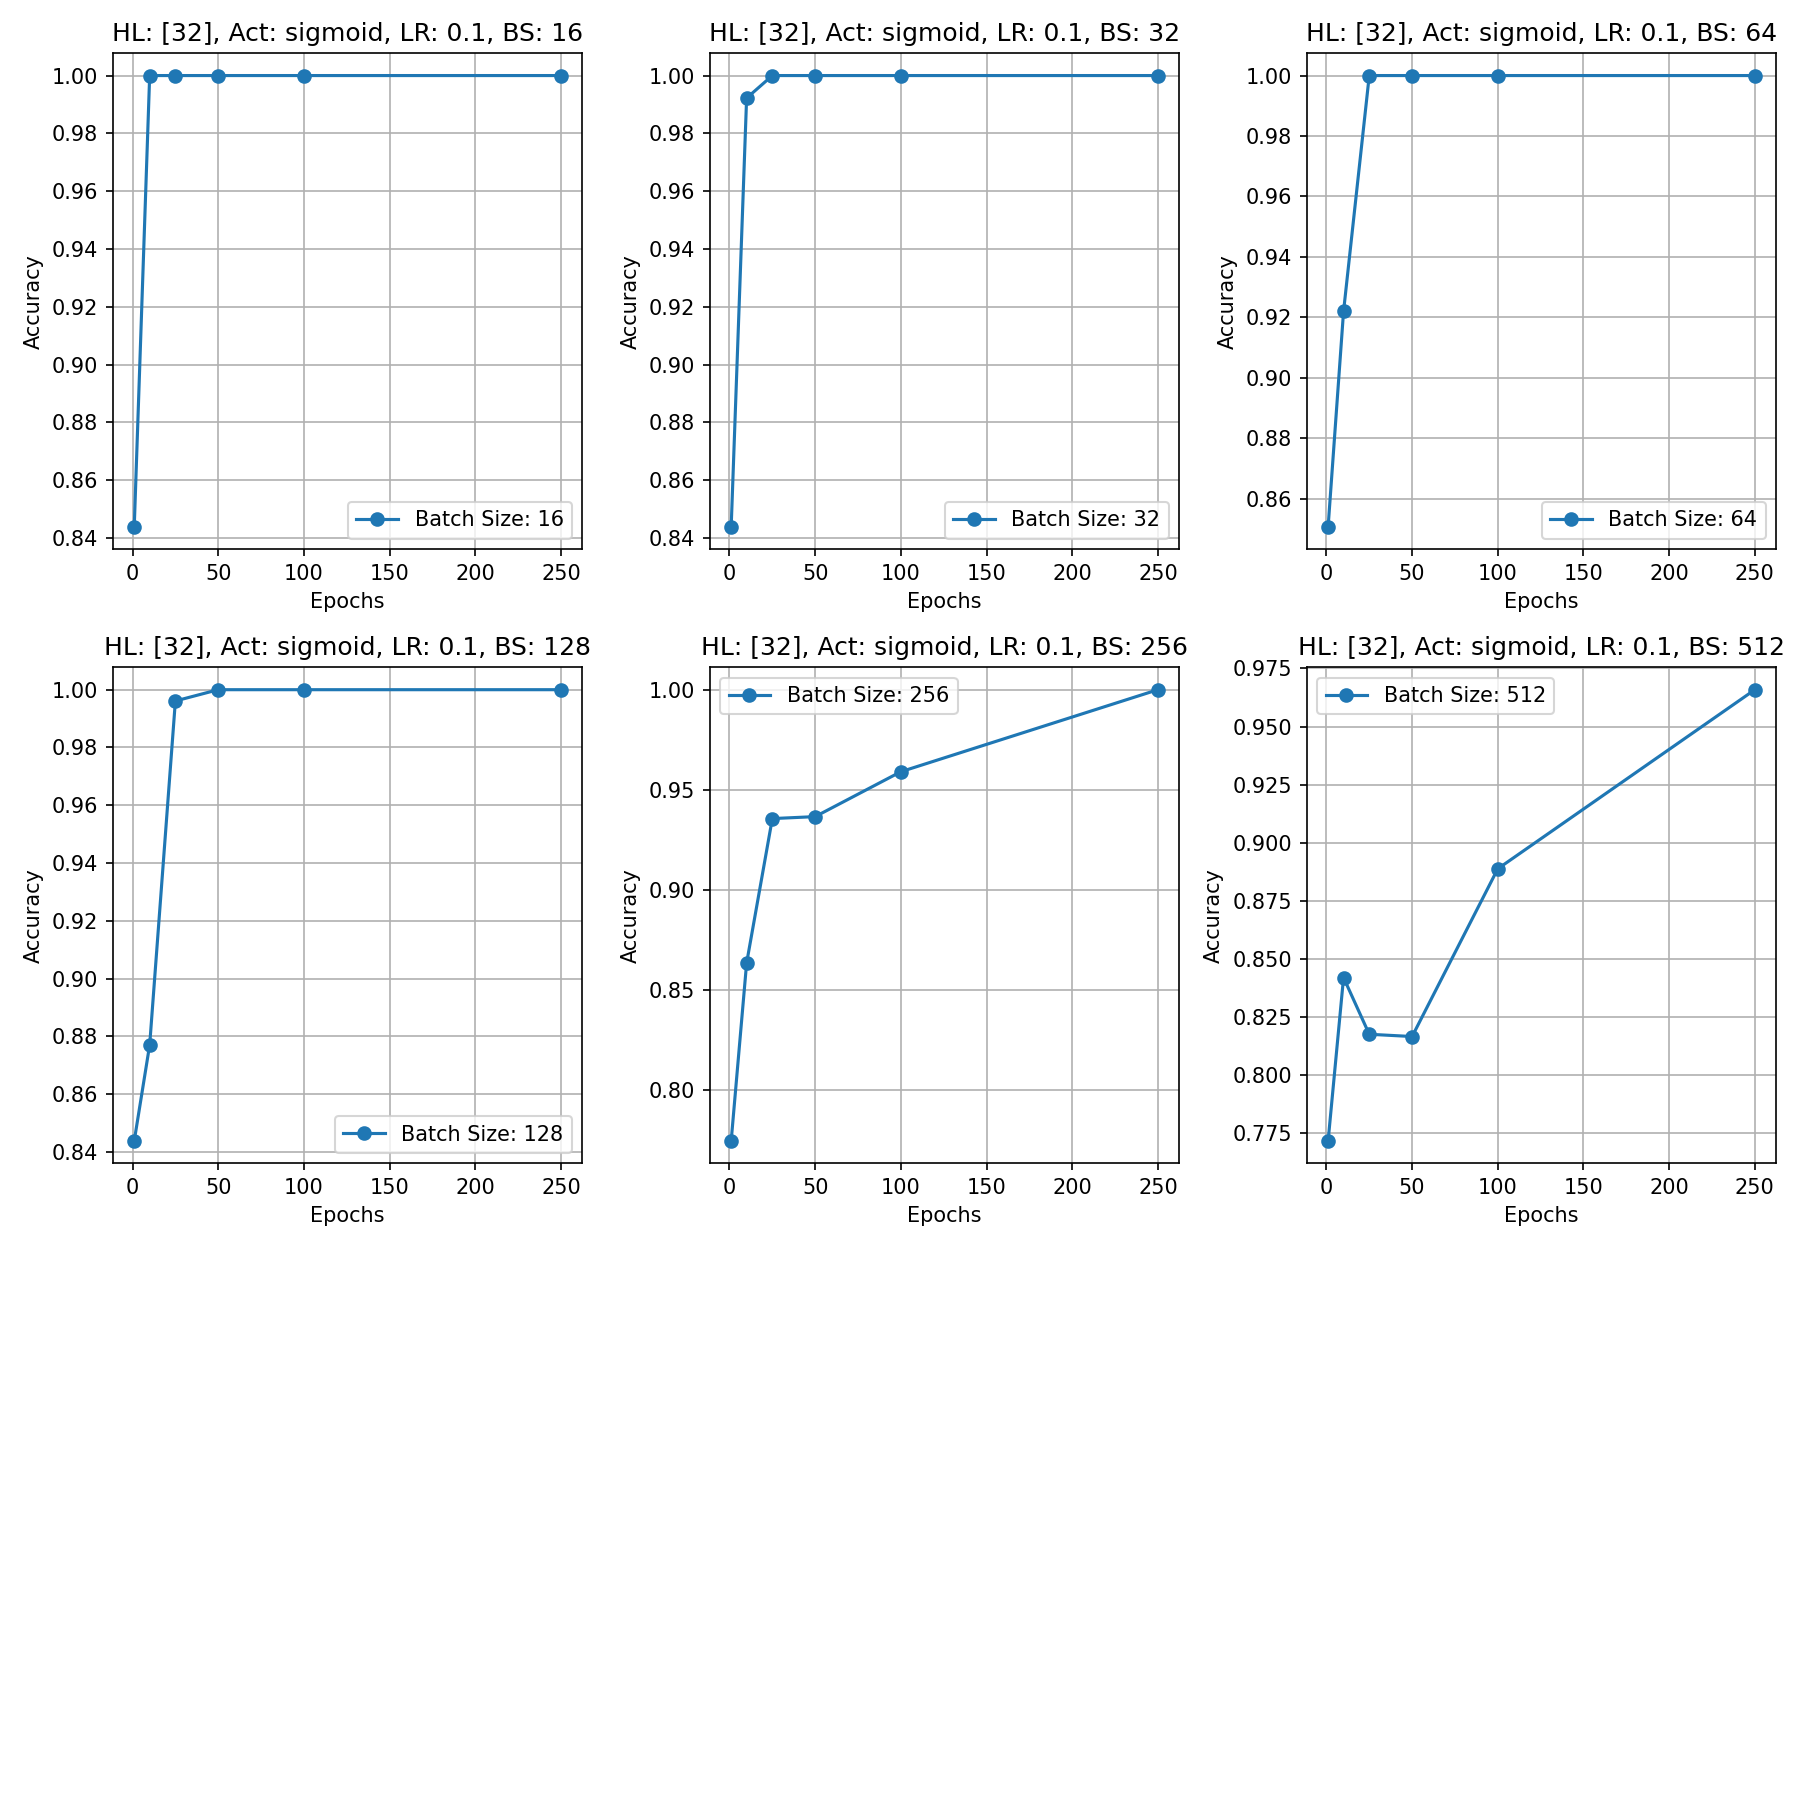 HL: [32], Act: sigmoid, LR: 0.1, BS: 16
1.00
0.98
0.96
0.94
0.92
0.90
0.88
0.86
0.84
Accuracy
Batch Size: 16
0 50 100 150 200 250
Epochs
HL: [32], Act: sigmoid, LR: 0.1, BS: 32
1.00
0.98
0.96
0.94
0.92
0.90
0.88
0.86
0.84
Accuracy
Batch Size: 32
0 50 100 150 200 250
Epochs
HL: [32], Act: sigmoid, LR: 0.1, BS: 64
1.00
0.98
0.96
0.94
0.92
0.90
0.88
0.86
Accuracy
Batch Size: 64
0 50 100 150 200 250
Epochs
HL: [32], Act: sigmoid, LR: 0.1, BS: 128
1.00
0.98
0.96
0.94
0.92
0.90
0.88
0.86
0.84
Accuracy
Batch Size: 128
0 50 100 150 200 250
Epochs
HL: [32], Act: sigmoid, LR: 0.1, BS: 256
Batch Size: 256
1.00
0.95
0.90
0.85
0.80
Accuracy
0 50 100 150 200 250
Epochs
HL: [32], Act: sigmoid, LR: 0.1, BS: 512
Batch Size: 512
0.975
0.950
0.925
0.900
0.875
0.850
0.825
0.800
0.775
Accuracy
0 50 100 150 200 250
Epochs